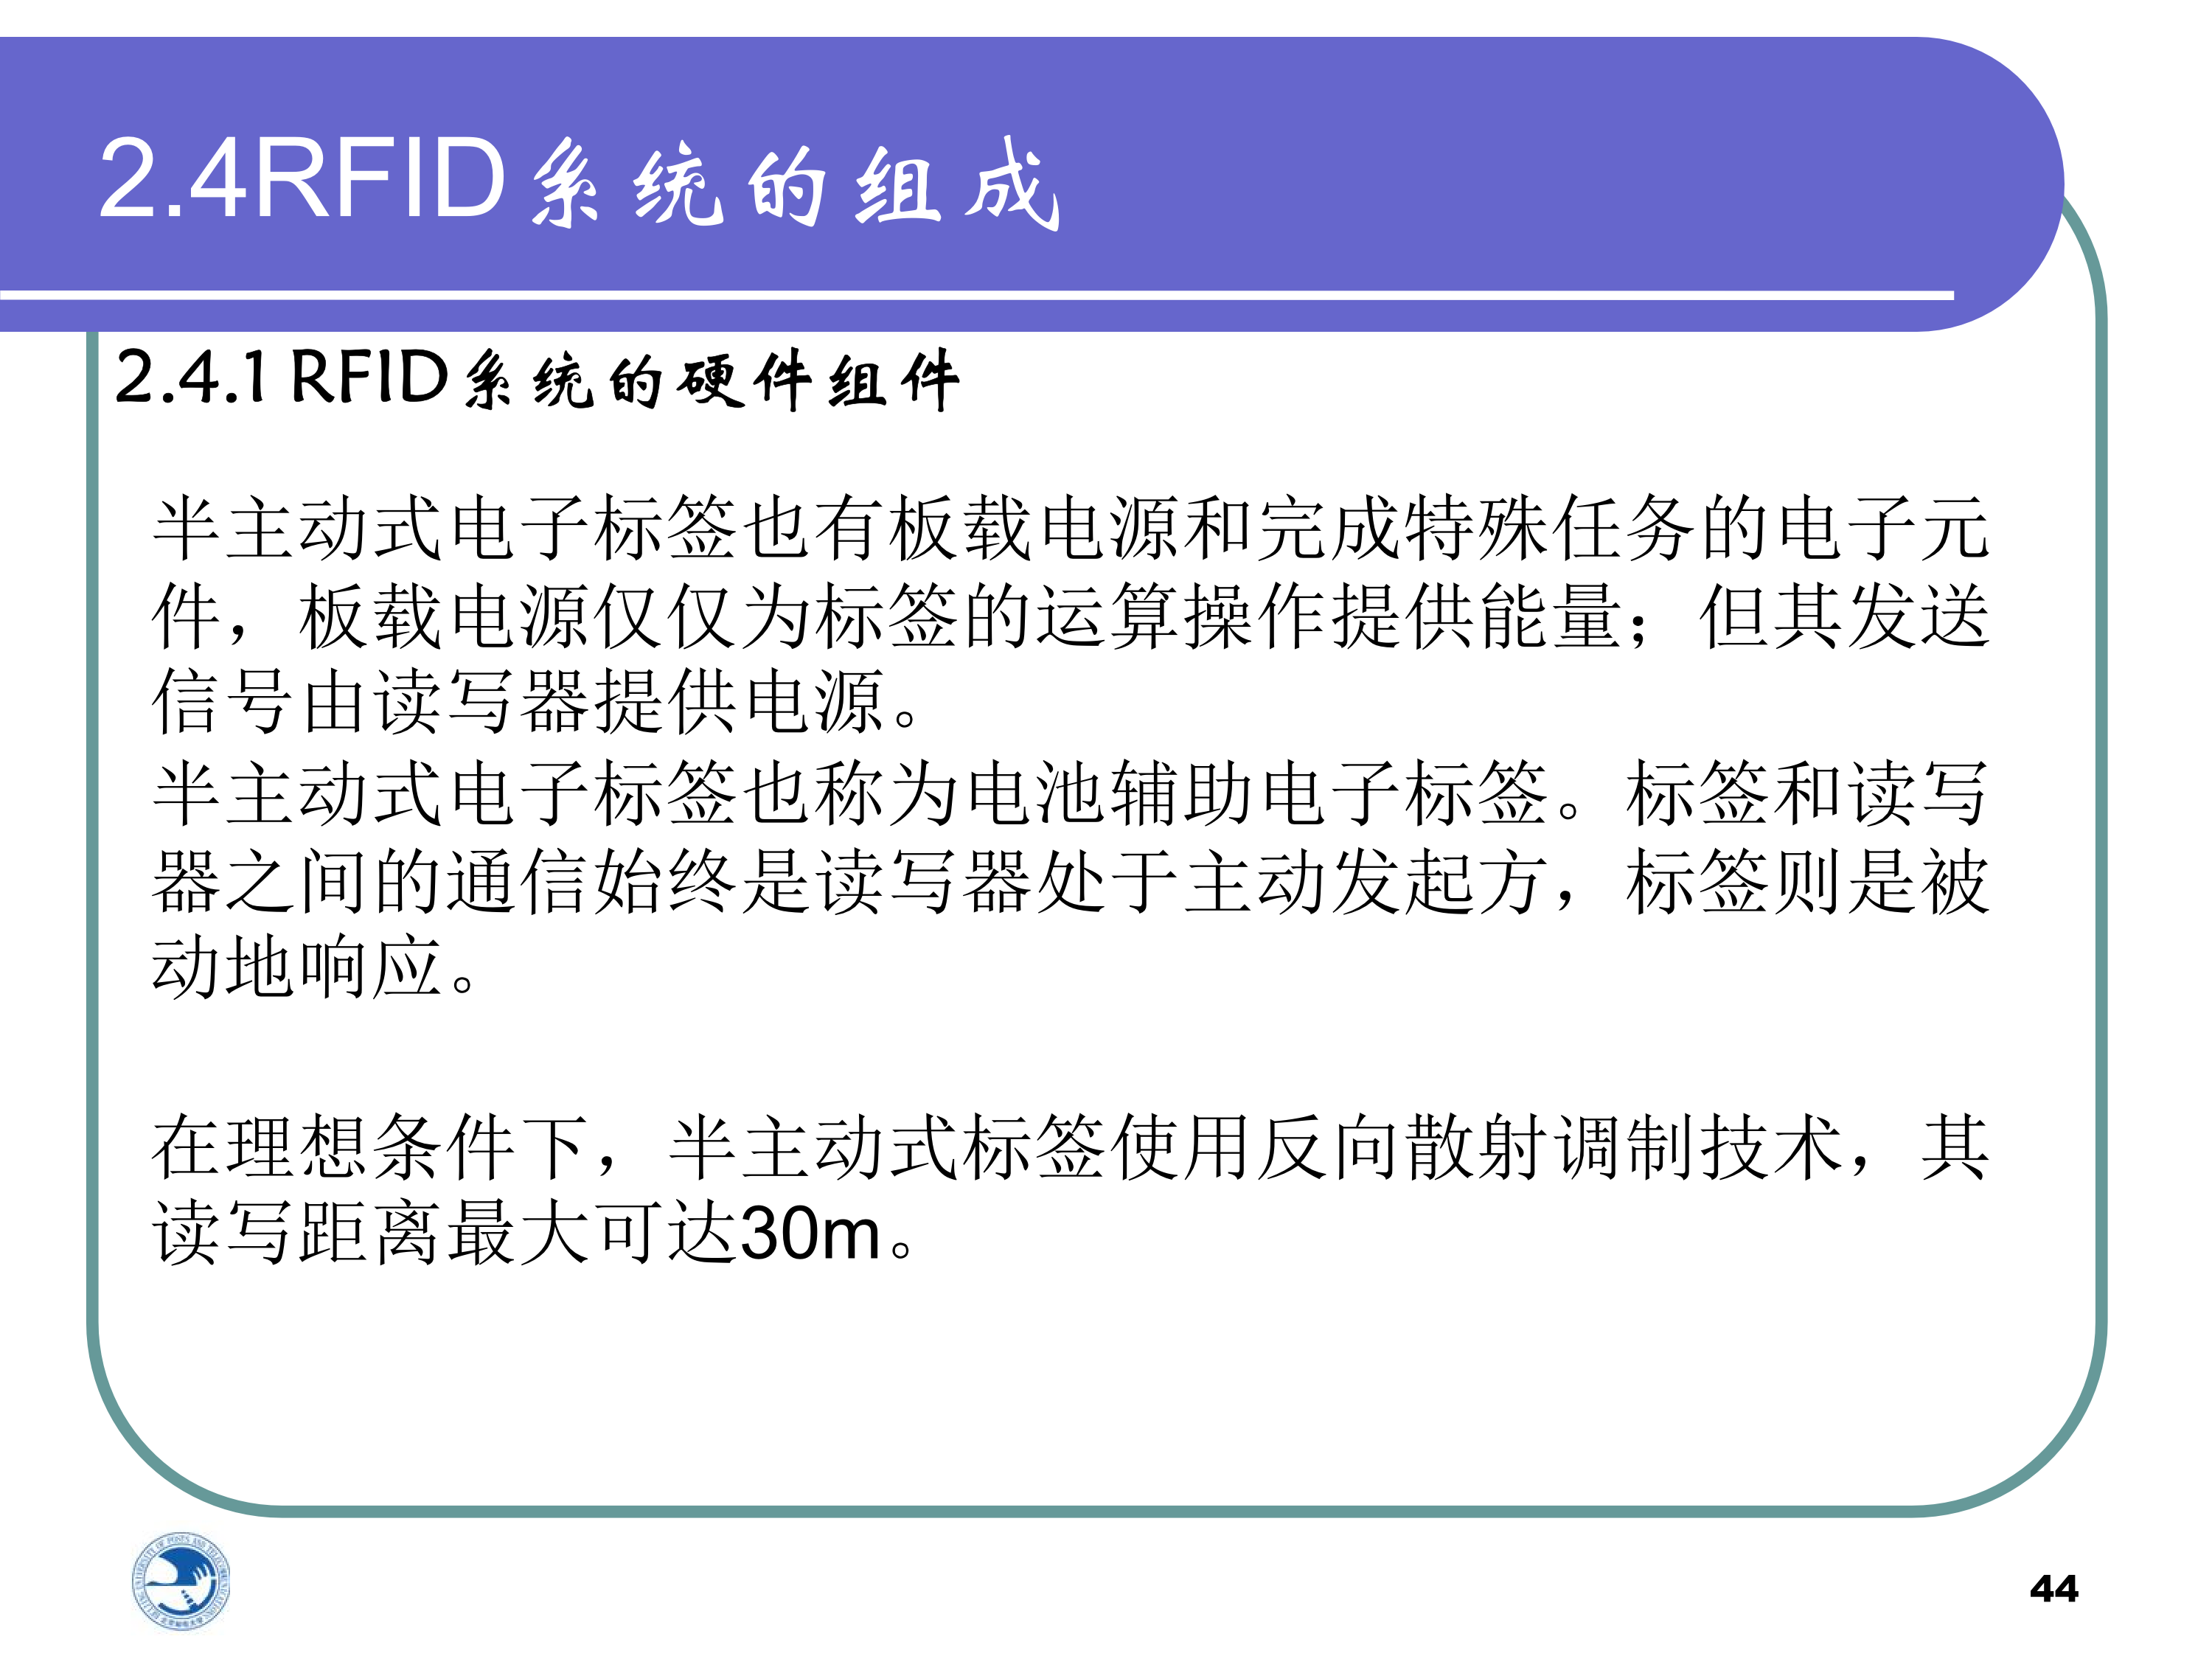 2.4RFID系统的组成
2.4.1 RFID系统的硬件组件
半主动式电子标签也有板载电源和完成特殊任务的电子元
件，板载电源仅仅为标签的运算操作提供能量；但其发送
信号由读写器提供电源。
半主动式电子标签也称为电池辅助电子标签。标签和读写
器之间的通信始终是读写器处于主动发起方，标签则是被
动地响应。
在理想条件下，半主动式标签使用反向散射调制技术，其
读写距离最大可达30m。
44